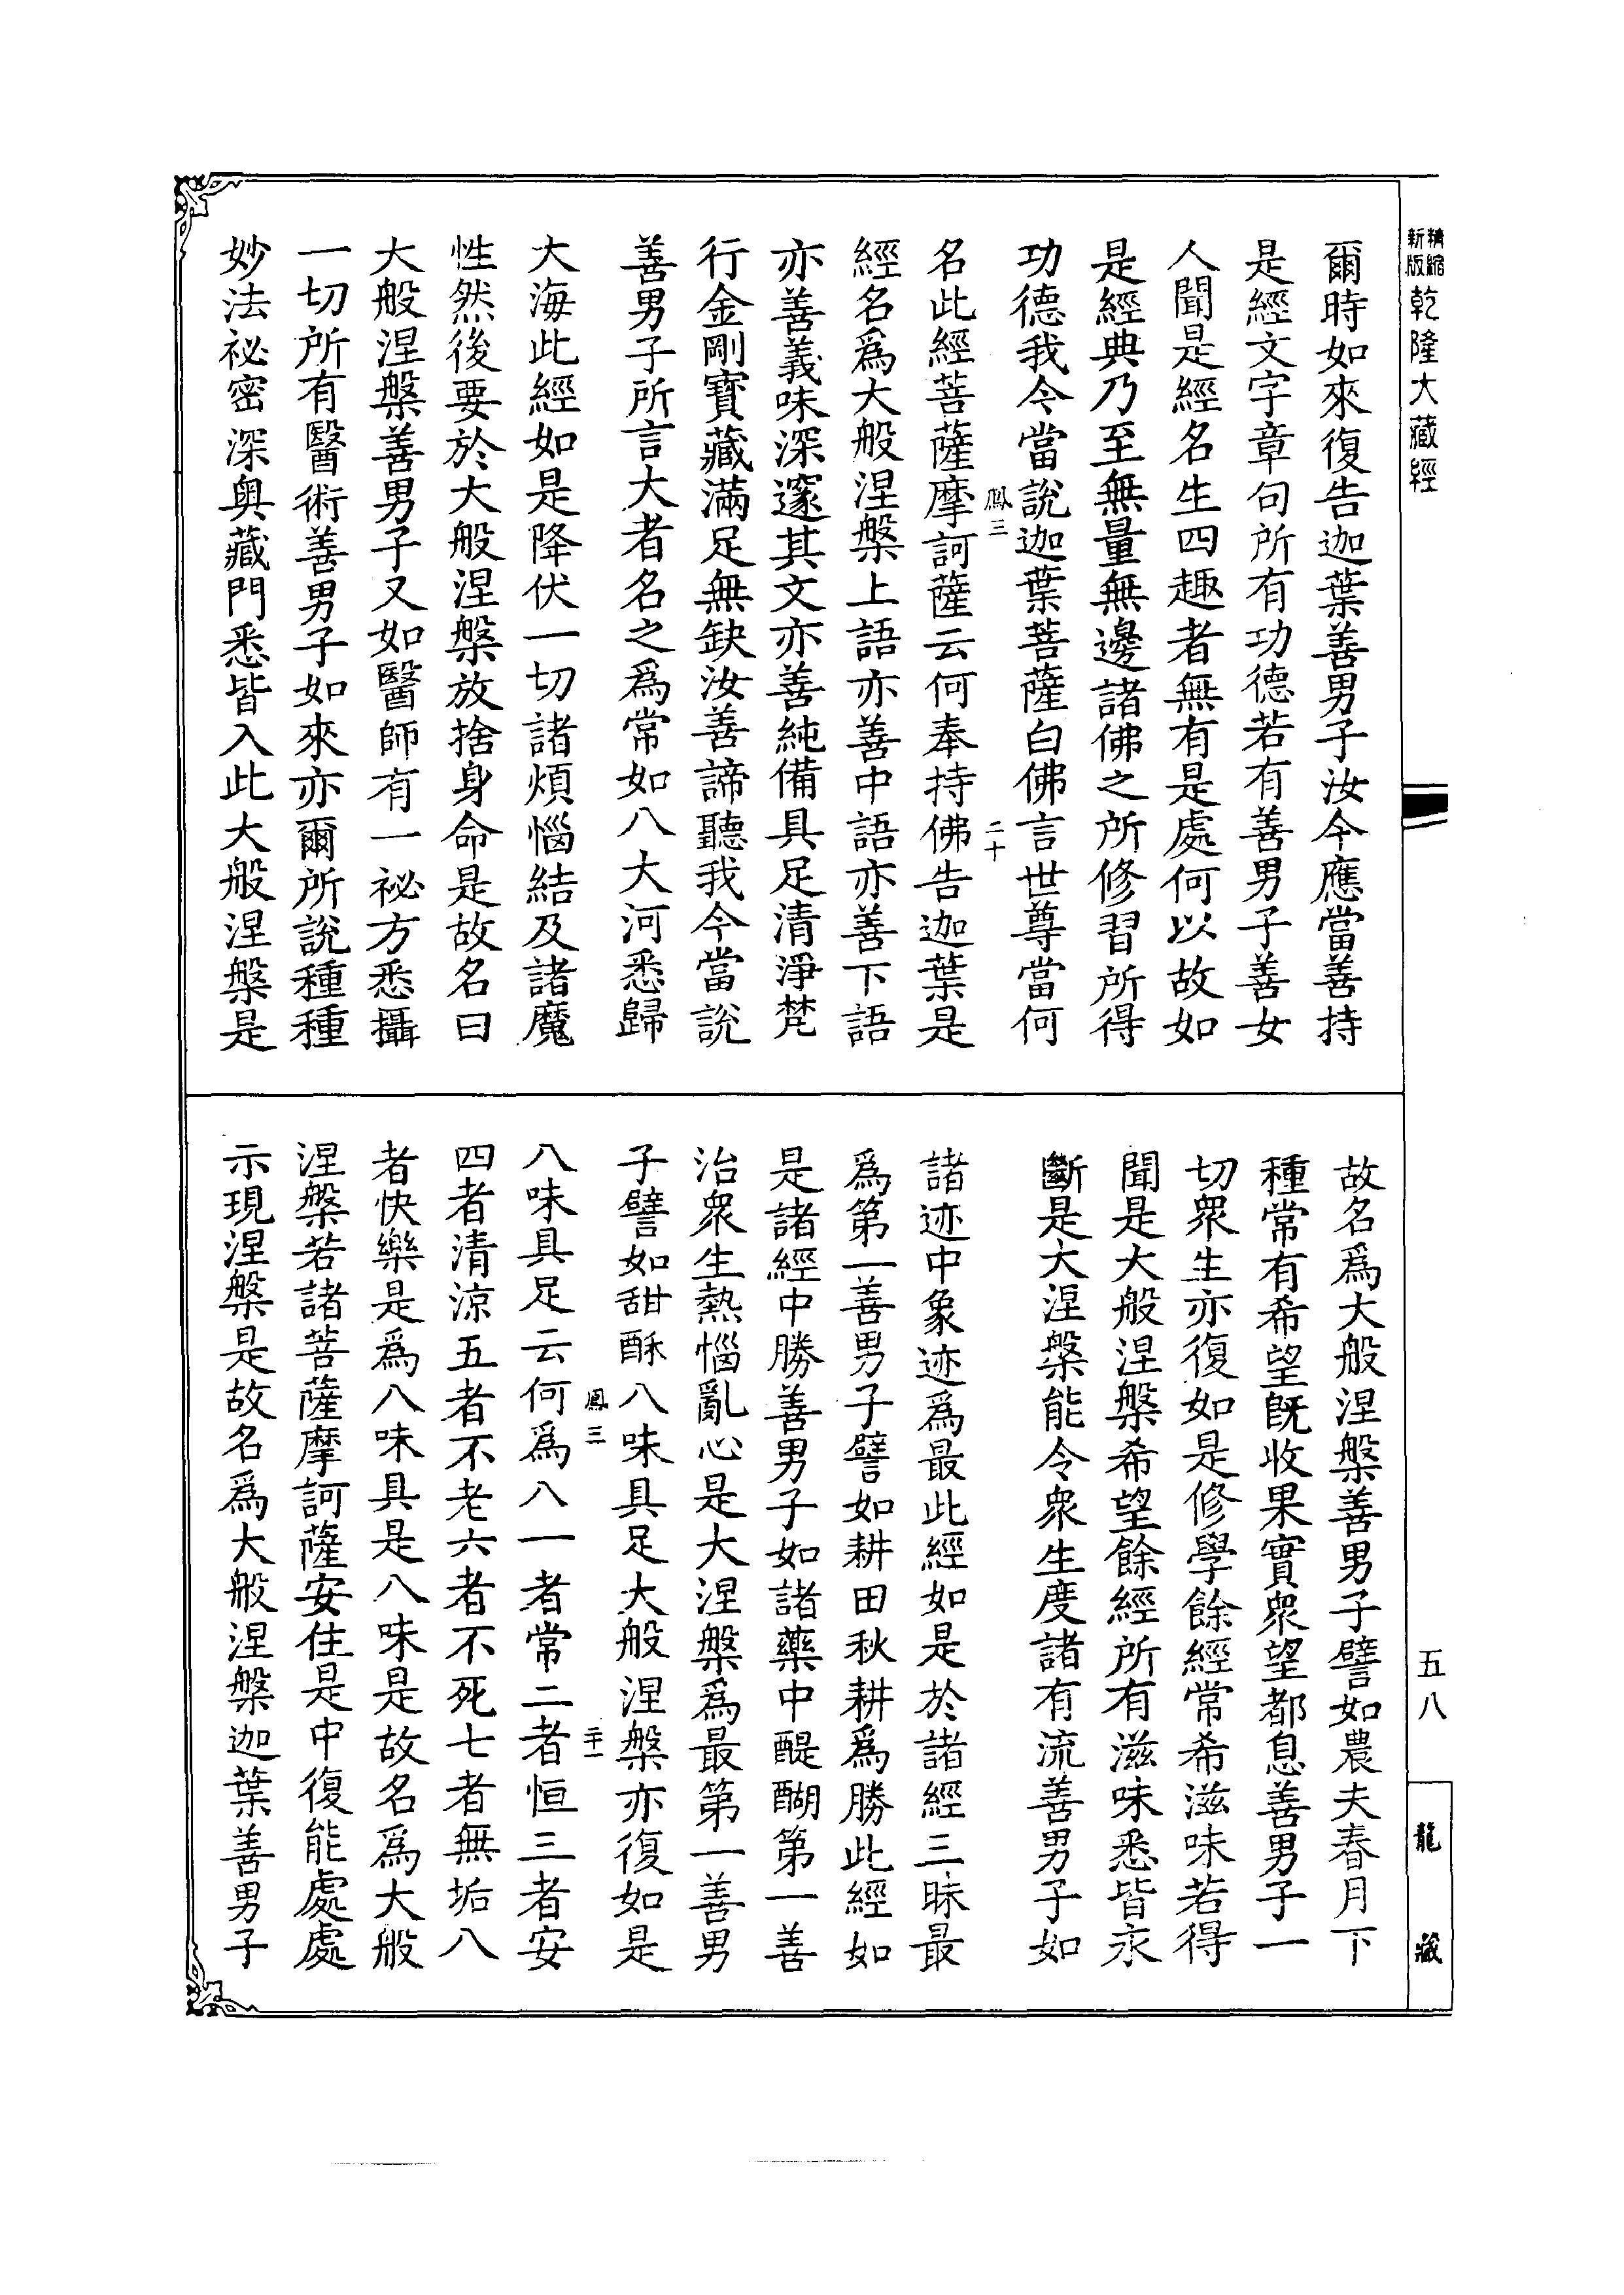 精縮新版乾隆大藏經
爾時如來復告迦葉善男子汝今應當善持
是經文字章句所有功德若有善男子善女
人聞是經名生四趣者無有是處何以故如
是經典乃至無量無邊諸佛之所修習所得
功德我今當說迦葉菩薩白佛言世尊當何
鳳三
二十
名此經菩薩摩訶薩云何奉持佛告迦葉是
經名爲大般涅槃上語亦善中語亦善下語
亦善義味深邃其文亦善純備具足清淨梵
行金剛寶藏滿足無缺汝善諦聽我今當說
善男子所言大者名之爲常如八大河悉歸
大海此經如是降伏一切諸煩惱結及諸魔
性然後要於大般涅槃放捨身命是故名曰
大般涅槃善男子又如醫師有一祕方悉攝
一切所有醫術善男子如來亦爾所說種種
妙法祕密深奥藏門悉皆入此大般涅槃是
故名爲大般涅槃善男子譬如農夫春月下
種常有希望旣收果實衆望都息善男子一
切衆生亦復如是修學餘經常希滋味若得
聞是大般涅槃希望餘經所有滋味悉皆永
斷是大涅槃能令衆生度諸有流善男子如
諸迹中象迹爲最此經如是於諸經三昧最
爲第一善男子譬如耕田秋耕爲勝此經如
是諸經中勝善男子如諸藥中醍醐第一善
治衆生熱惱亂心是大涅槃爲最第一善男
子譬如甜酥八味具足大般涅槃亦復如是
鳳三
二十一
八味具足云何爲八一者常二者恒三者安
四者清涼五者不老六者不死七者無垢八
者快樂是爲八味具是八味是故名爲大般
涅槃若諸菩薩摩訶薩安住是中復能處處
示現涅槃是故名爲大般涅槃迦葉善男子
五八
龍藏